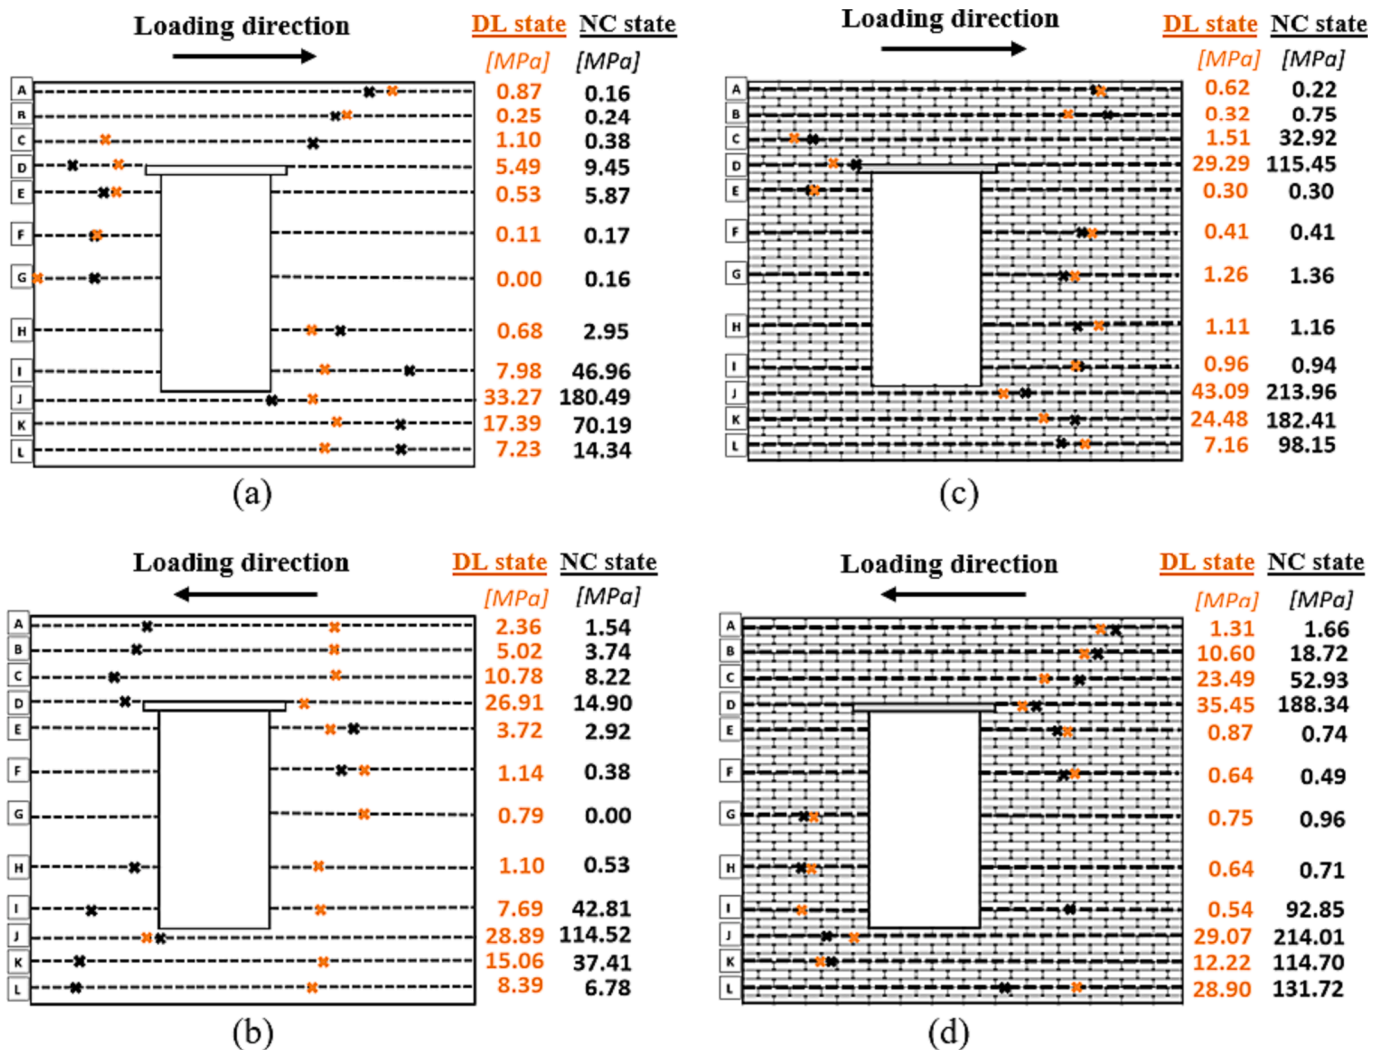 Loading direction DL state NC state
[MPa] [MPa]
A 0.87 0.16
B 0.25 0.24
C 1.10 0.38
D 5.49 9.45
E 0.53 5.87
F 0.11 0.17
G 0.00 0.16
H 0.68 2.95
I 7.98 46.96
J 33.27 180.49
K 17.39 70.19
L 7.23 14.34
(a)
Loading direction DL state NC state
[MPa] [MPa]
A 0.62 0.22
B 0.32 0.75
C 1.51 32.92
D 29.29 115.45
E 0.30 0.30
F 0.41 0.41
G 1.26 1.36
H 1.11 1.16
I 0.96 0.94
J 43.09 213.96
K 24.48 182.41
L 7.16 98.15
(c)
Loading direction DL state NC state
[MPa] [MPa]
A 2.36 1.54
B 5.02 3.74
C 10.78 8.22
D 26.91 14.90
E 3.72 2.92
F 1.14 0.38
G 0.79 0.00
H 1.10 0.53
I 7.69 42.81
J 28.89 114.52
K 15.06 37.41
L 8.39 6.78
(b)
Loading direction DL state NC state
[MPa] [MPa]
A 1.31 1.66
B 10.60 18.72
C 23.49 52.93
D 35.45 188.34
E 0.87 0.74
F 0.64 0.49
G 0.75 0.96
H 0.64 0.71
I 0.54 92.85
J 29.07 214.01
K 12.22 114.70
L 28.90 131.72
(d)